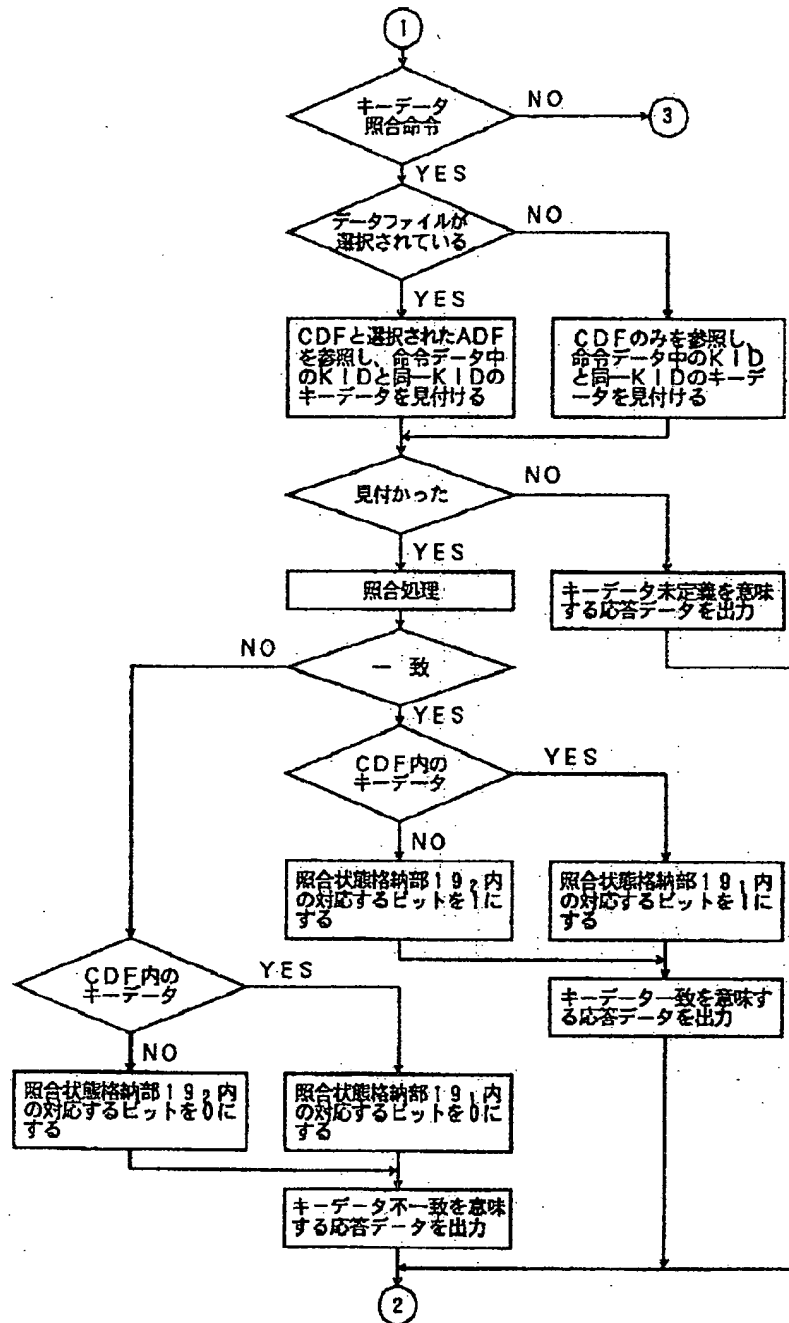 1
キーデータ
照合命令
NO
3
YES
データファイルが
選択されている
NO
YES
CDFと選択されたADF
を参照し、命令データ中
のKIDと同一KIDの
キーデータを見付ける
CDFのみを参照し、
命令データ中のKID
と同一KIDのキーデ
ータを見付ける
見付かった
NO
YES
照合処理
キーデータ未定義を意味
する応答データを出力
NO
一致
YES
CDF内の
キーデータ
YES
NO
照合状態格納部19₂内
の対応するビットを1に
する
照合状態格納部19₁内
の対応するビットを1に
する
CDF内の
キーデータ
YES
キーデータ一致を意味す
る応答データを出力
NO
照合状態格納部19₂内
の対応するビットを0に
する
照合状態格納部19₁内
の対応するビットを0に
する
キーデータ不一致を意味
する応答データを出力
2